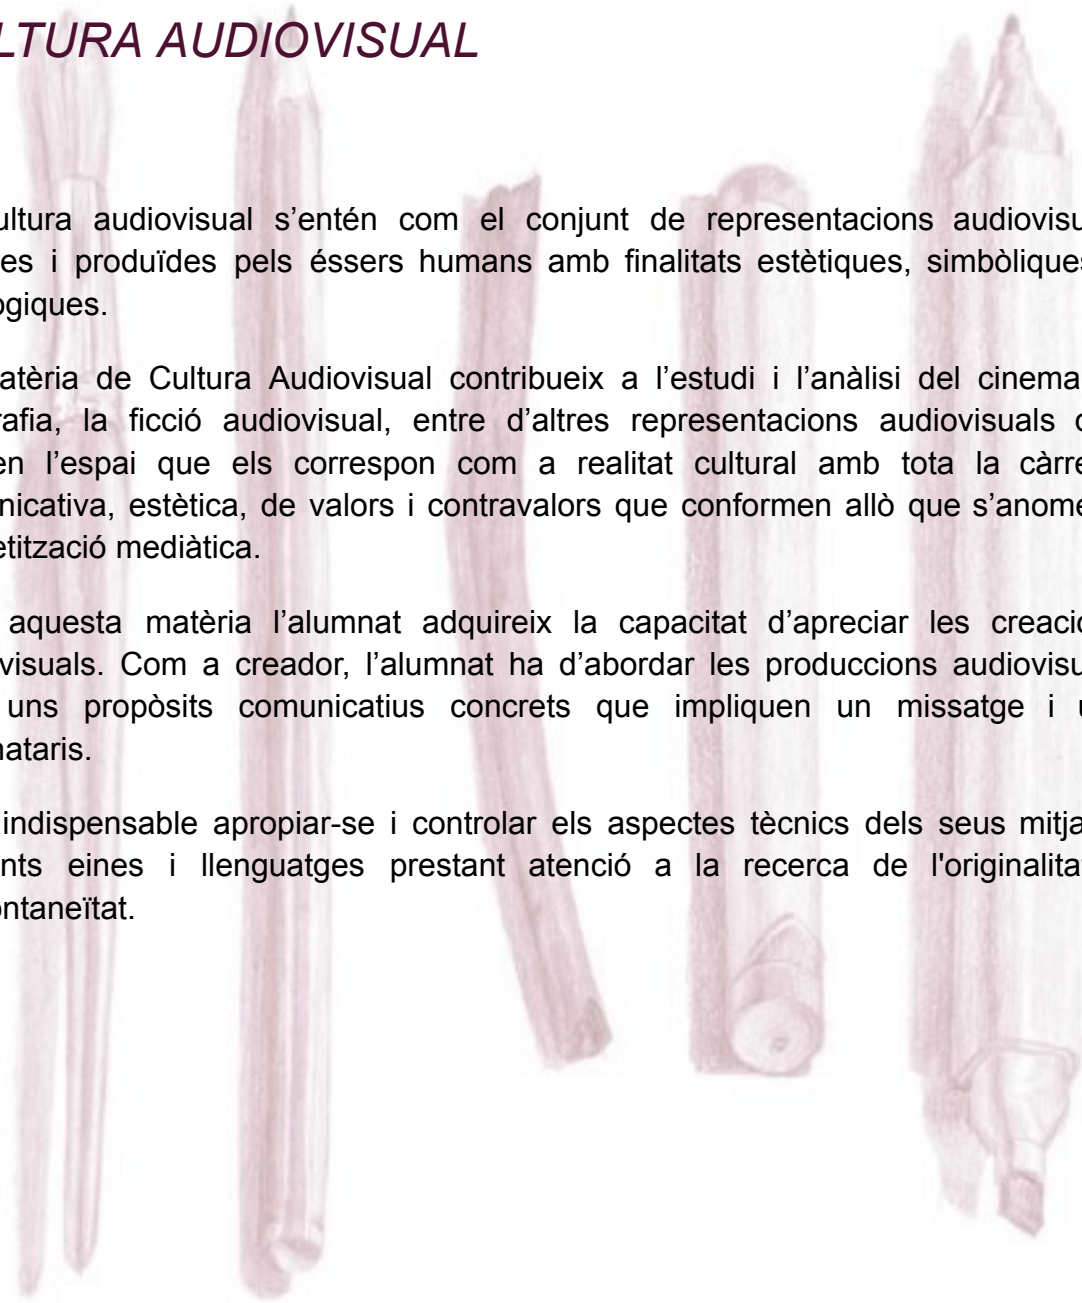 LTURA AUDIOVISUAL
ultura audiovisual s’entén com el conjunt de representacions audiovisu
es i produïdes pels éssers humans amb finalitats estètiques, simbòliques
ògiques.
atèria de Cultura Audiovisual contribueix a l’estudi i l’anàlisi del cinema
rafia, la ficció audiovisual, entre d’altres representacions audiovisuals
en l’espai que els correspon com a realitat cultural amb tota la càrre
nicativa, estètica, de valors i contravalors que conformen allò que s’anome
etització mediàtica.
aquesta matèria l’alumnat adquireix la capacitat d’apreciar les creacio
visuals. Com a creador, l’alumnat ha d’abordar les produccions audiovisu
uns propòsits comunicatius concrets que impliquen un missatge i u
nataris.
indispensable apropiar-se i controlar els aspectes tècnics dels seus mitja
nts eines i llenguatges prestant atenció a la recerca de l'originalitat
ontaneïtat.